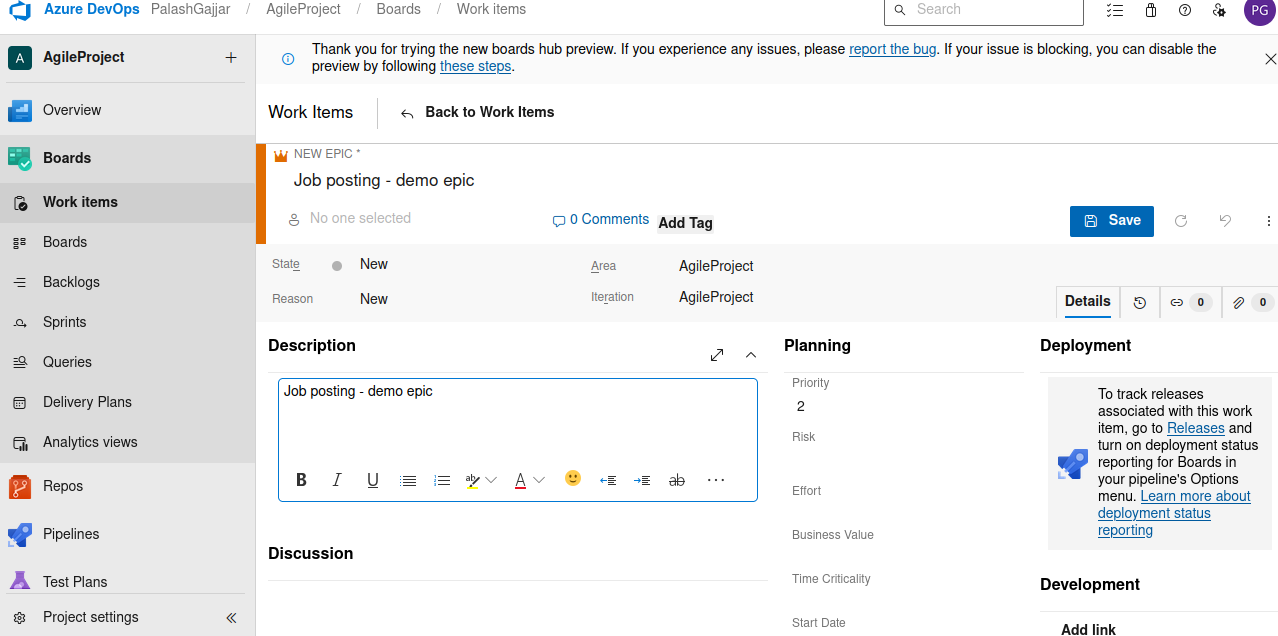 Azure DevOps PalashGajjar / AgileProject / Boards / Work items
Search
PG
A AgileProject
Thank you for trying the new boards hub preview. If you experience any issues, please report the bug. If your issue is blocking, you can disable the
preview by following these steps.
Overview
Boards
Work items
Boards
Backlogs
Sprints
Queries
Delivery Plans
Analytics views
Repos
Pipelines
Test Plans
Project settings
Work Items
Back to Work Items
NEW EPIC *
Job posting - demo epic
No one selected
0 Comments
Add Tag
Save
State
New
Area
AgileProject
Reason
New
Iteration
AgileProject
Details
0
0
Description
Job posting - demo epic
B I U ab A ab
Discussion
Planning
Priority
2
Risk
Effort
Business Value
Time Criticality
Start Date
Deployment
To track releases
associated with this work
item, go to Releases and
turn on deployment status
reporting for Boards in
your pipeline's Options
menu. Learn more about
deployment status
reporting
Development
Add link